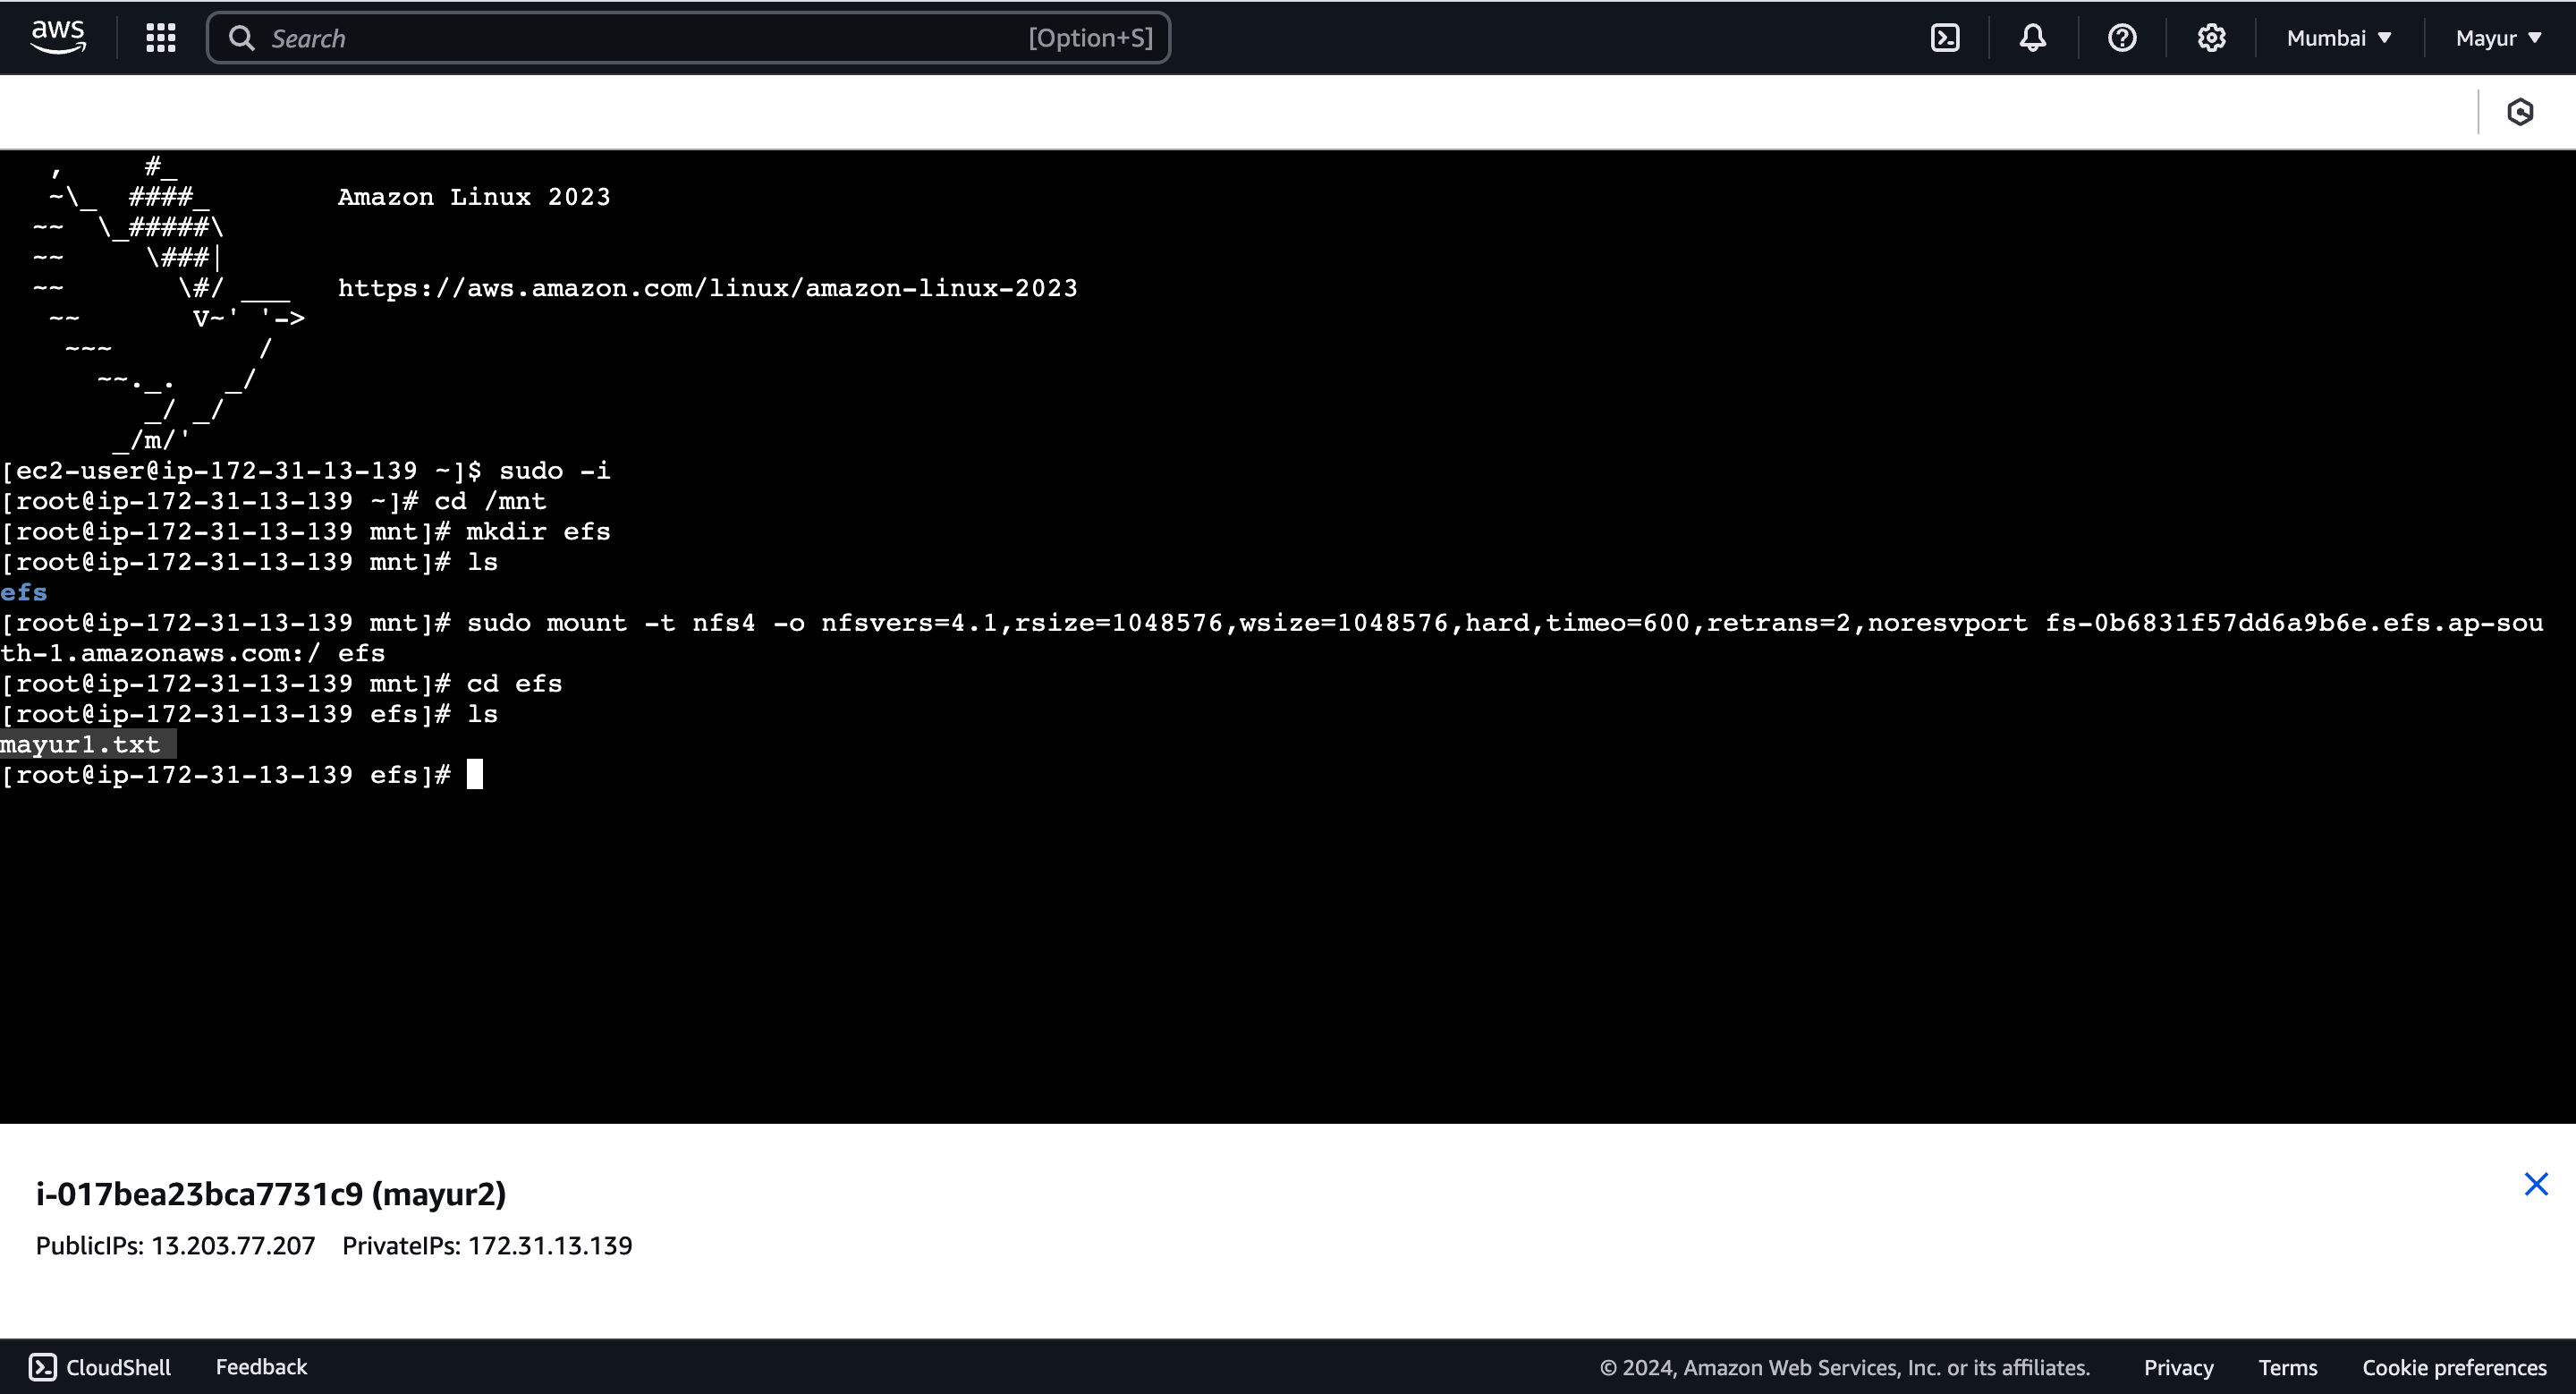 aws
Search [Option+S] Mumbai Mayur
, #_
~\_ ####_ Amazon Linux 2023
~~ \_#####\
~~ \###|
~~ \#/ ___ https://aws.amazon.com/linux/amazon-linux-2023
~~ V~' '->
~~~ /
~~._. _/
_/ _/
_/m/'
[ec2-user@ip-172-31-13-139 ~]$ sudo -i
[root@ip-172-31-13-139 ~]# cd /mnt
[root@ip-172-31-13-139 mnt]# mkdir efs
[root@ip-172-31-13-139 mnt]# ls
efs
[root@ip-172-31-13-139 mnt]# sudo mount -t nfs4 -o nfsvers=4.1,rsize=1048576,wsize=1048576,hard,timeo=600,retrans=2,noresvport fs-0b6831f57dd6a9b6e.efs.ap-sou
th-1.amazonaws.com:/ efs
[root@ip-172-31-13-139 mnt]# cd efs
[root@ip-172-31-13-139 efs]# ls
mayur1.txt
[root@ip-172-31-13-139 efs]#
i-017bea23bca7731c9 (mayur2)
PublicIPs: 13.203.77.207 PrivateIPs: 172.31.13.139
CloudShell Feedback © 2024, Amazon Web Services, Inc. or its affiliates. Privacy Terms Cookie preferences